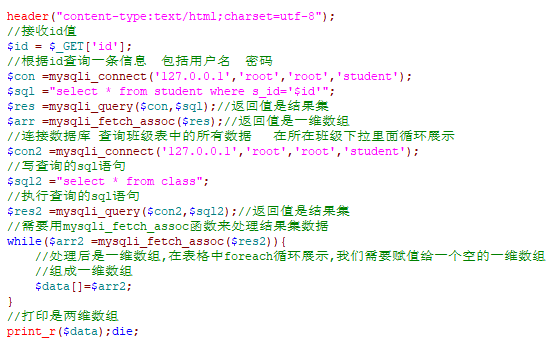 header("content-type:text/html;charset=utf-8");
//接收id值
$id = $_GET['id'];
//根据id查询一条信息  包括用户名  密码
$con =mysqli_connect('127.0.0.1','root','root','student');
$sql ="select * from student where s_id='$id'";
$res =mysqli_query($con,$sql);//返回值是结果集
$arr =mysqli_fetch_assoc($res);//返回值是一维数组
//连接数据库 查询班级表中的所有数据  在所在班级下拉里面循环展示
$con2 =mysqli_connect('127.0.0.1','root','root','student');
//写查询的sql语句
$sql2 ="select * from class";
//执行查询的sql语句
$res2 =mysqli_query($con2,$sql2);//返回值是结果集
//需要用mysqli_fetch_assoc函数来处理结果集数据
while($arr2 =mysqli_fetch_assoc($res2)){
    //处理后是一维数组,在表格中foreach循环展示,我们需要赋值给一个空的一维数组
    //组成一维数组
    $data[]=$arr2;
}
//打印是两维数组
print_r($data);die;